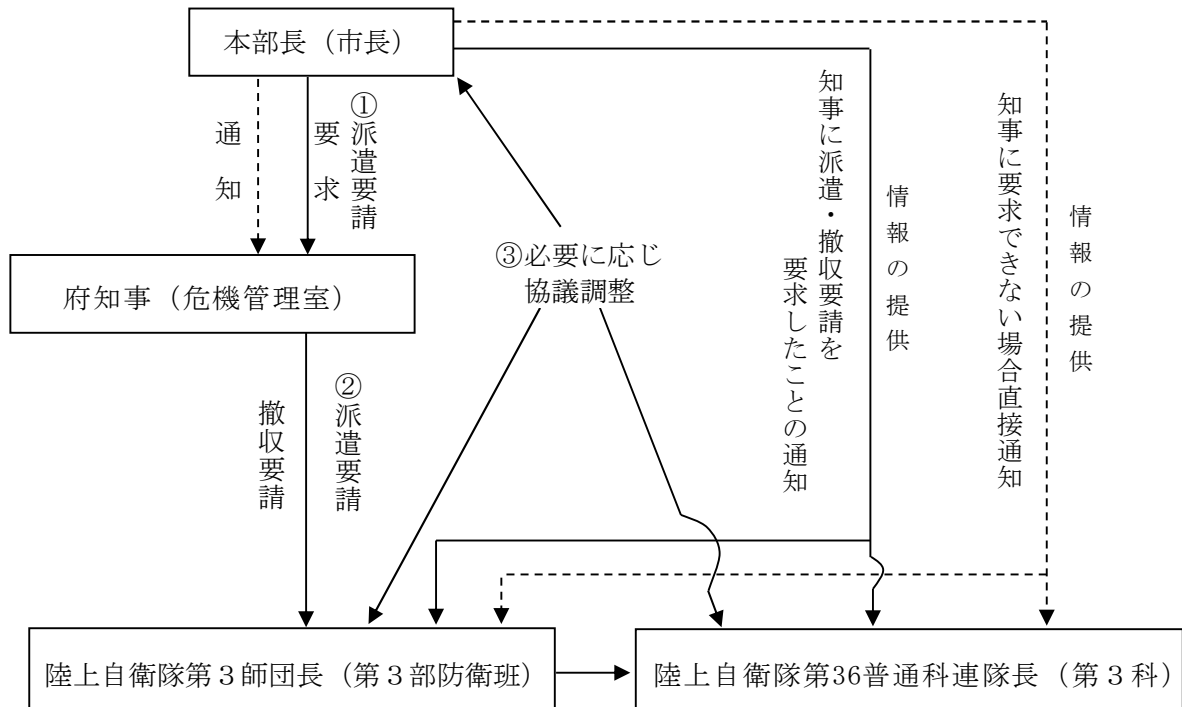 本部長（市長）
通知
①派遣要請
要求
府知事（危機管理室）
②派遣要請
撤収要請
③必要に応じ
協議調整
知事に派遣・撤収要請を
要求したことの通知
情報の提供
知事に要求できない場合直接通知
情報の提供
陸上自衛隊第３師団長（第３部防衛班）
陸上自衛隊第36普通科連隊長（第３科）